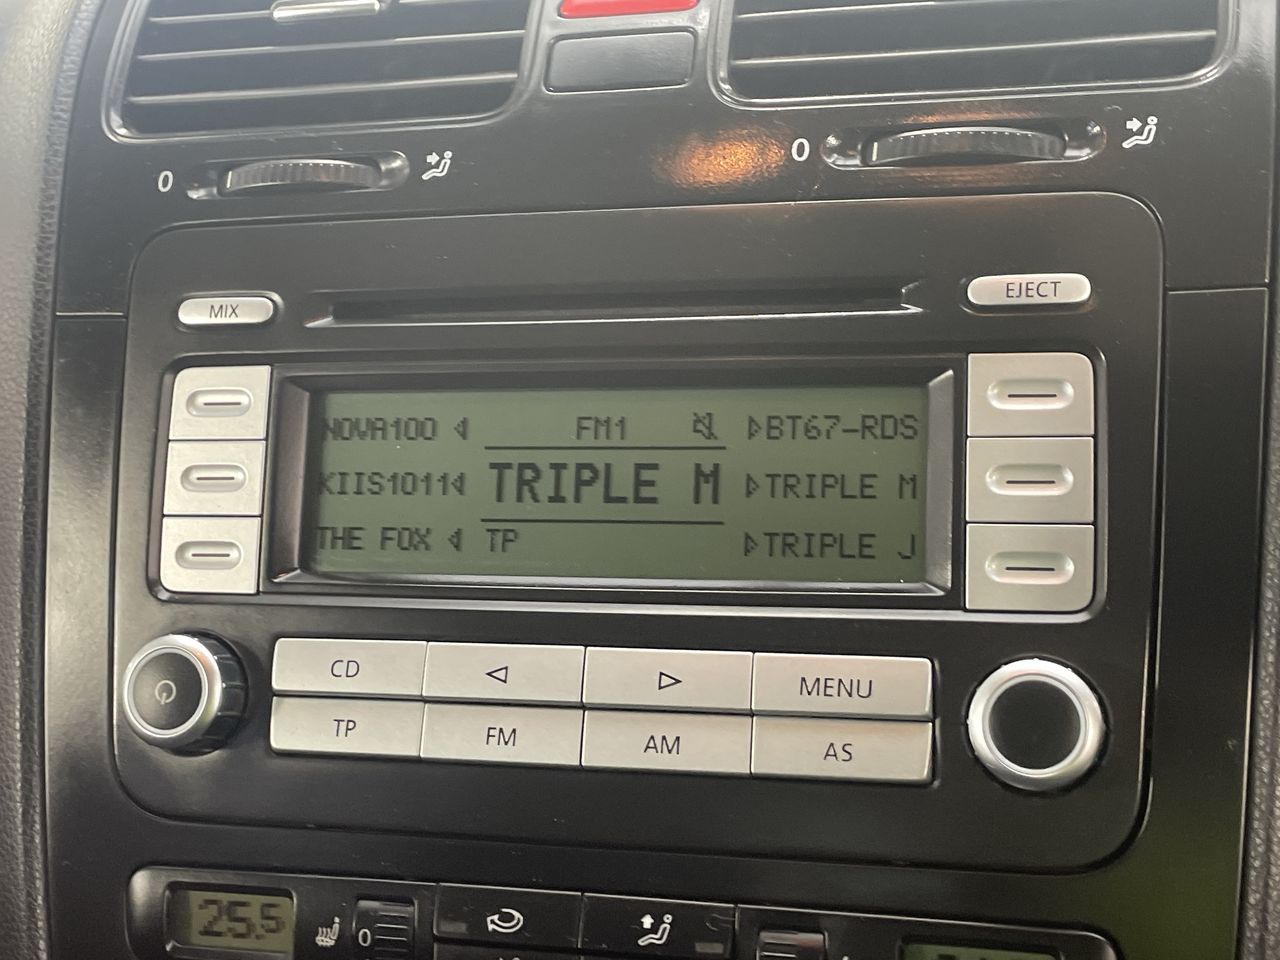 0
0
MIX
EJECT
NOVA100 FM1 BT67-RDS
KIIS1011 TRIPLE M TRIPLE M
THE FOX TP TRIPLE J
CD MENU
TP FM AM AS
25.5
0